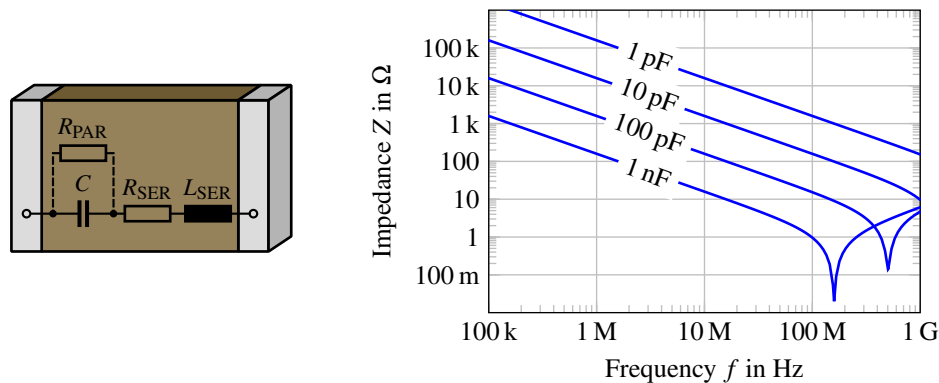 R_PAR
C
R_SER L_SER
Impedance Z in Ω
100 k
10 k
1 k
100
10
1
100 m
1 pF
10 pF
100 pF
1 nF
100 k 1 M 10 M 100 M 1 G
Frequency f in Hz